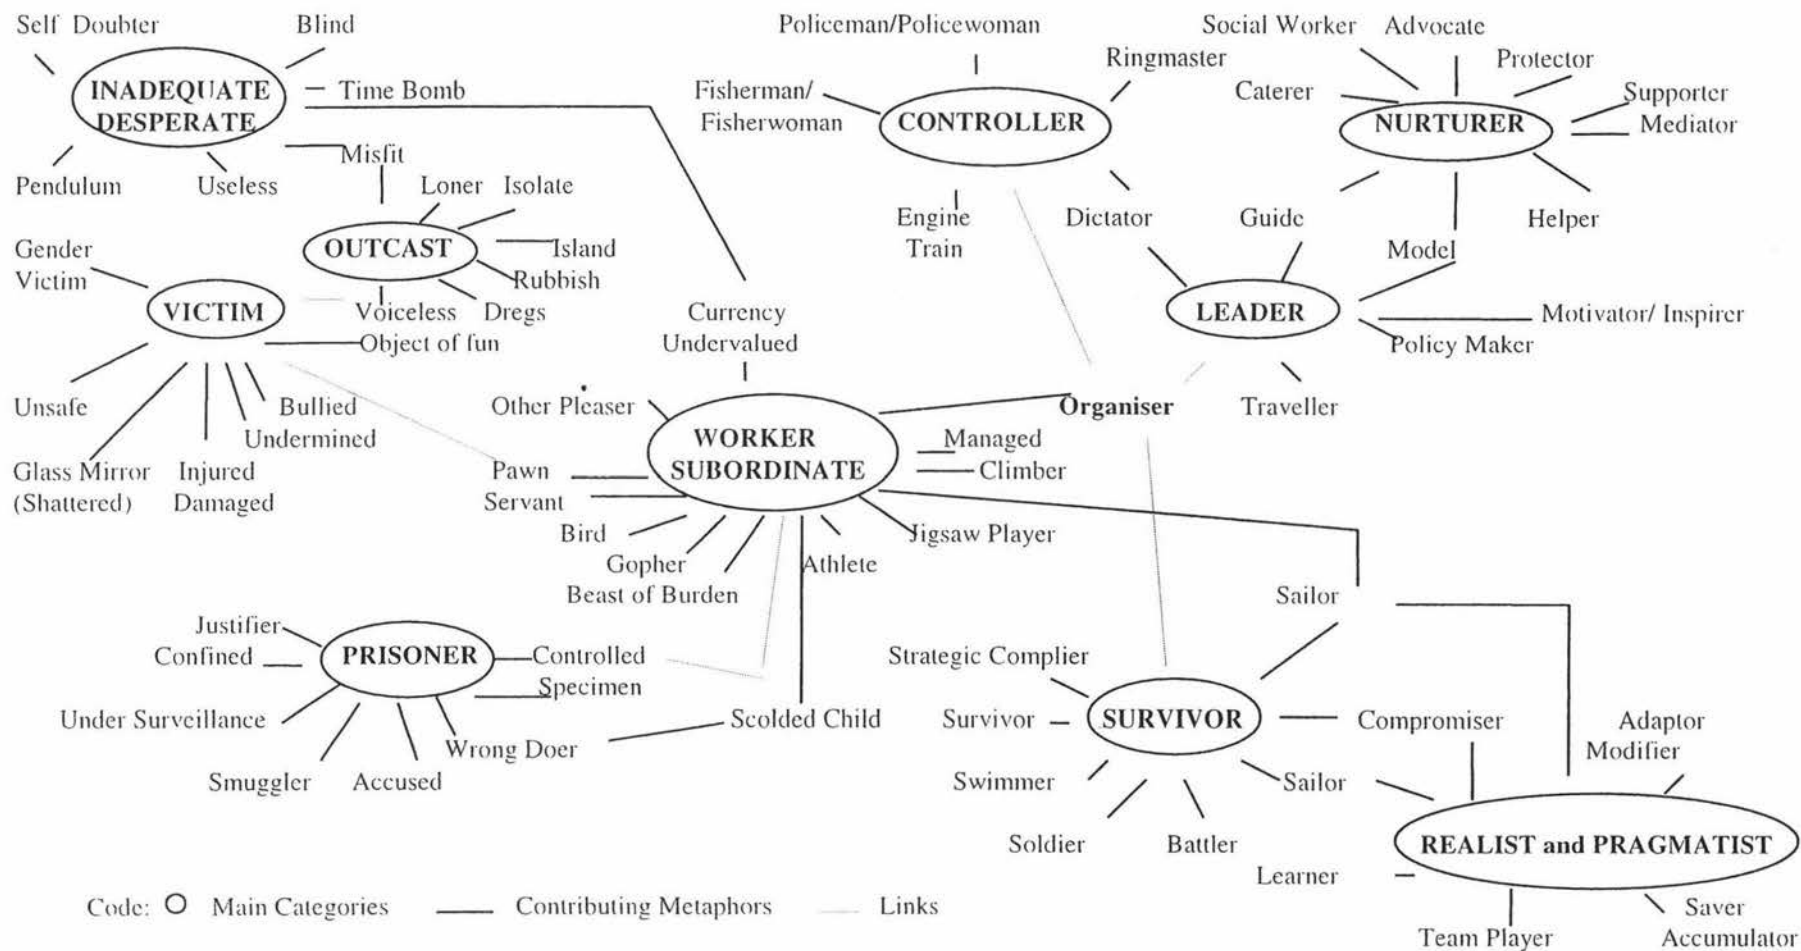 Self Doubter
Blind
INADEQUATE
DESPERATE
Time Bomb
Pendulum
Useless
Misfit
Loner
Isolate
OUTCAST
Island
Rubbish
Voiceless
Dregs
Gender
Victim
VICTIM
Object of fun
Unsafe
Bullied
Undermined
Glass Mirror
(Shattered)
Injured
Damaged
Policeman/Policewoman
Ringmaster
Fisherman/
Fisherwoman
CONTROLLER
Engine
Train
Dictator
Social Worker
Advocate
Protector
Caterer
Supporter
Mediator
NURTURER
Guide
Helper
Model
LEADER
Motivator/ Inspirer
Policy Maker
Traveller
Organiser
Currency
Undervalued
Other Pleaser
WORKER
SUBORDINATE
Managed
Climber
Pawn
Servant
Bird
Gopher
Beast of Burden
Athlete
Jigsaw Player
Justifier
Confined
PRISONER
Controlled
Specimen
Under Surveillance
Wrong Doer
Scolded Child
Smuggler
Accused
Sailor
Strategic Complier
Survivor
SURVIVOR
Compromiser
Swimmer
Sailor
Soldier
Battler
Adaptor
Modifier
REALIST and PRAGMATIST
Learner
Team Player
Saver
Accumulator
Code: O Main Categories — Contributing Metaphors — Links